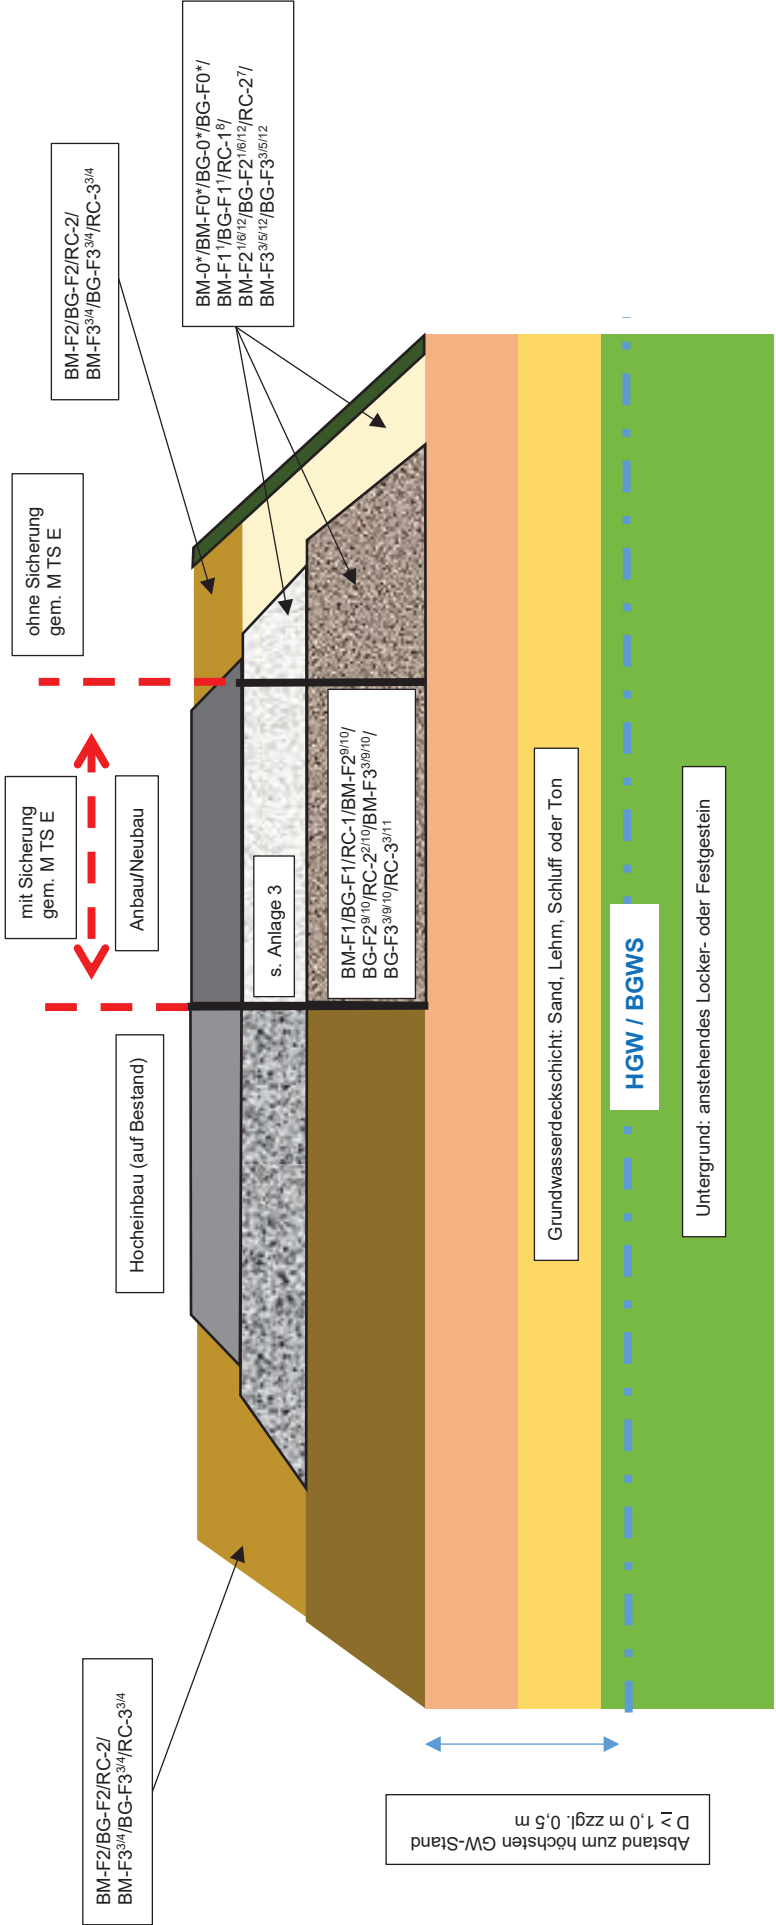 BM-F2/BG-F2/RC-2/
BM-F3³/⁴/BG-F3³/⁴/RC-3³/⁴
Hocheinbau (auf Bestand)
mit Sicherung
gem. M TS E
Anbau/Neubau
ohne Sicherung
gem. M TS E
BM-F2/BG-F2/RC-2/
BM-F3³/⁴/BG-F3³/⁴/RC-3³/⁴
BM-0*/BM-F0*/BG-0*/BG-F0*/
BM-F1¹/BG-F1¹/RC-1⁸/
BM-F2¹/⁶/¹²/BG-F2¹/⁶/¹²/RC-2⁷/
BM-F3³/⁵/¹²/BG-F3³/⁵/¹²
s. Anlage 3
BM-F1/BG-F1/RC-1/BM-F2⁹/¹⁰/
BG-F2⁹/¹⁰/RC-2²/¹⁰/BM-F3³/⁹/¹⁰/
BG-F3³/⁹/¹⁰/RC-3³/¹¹
Grundwasserdeckschicht: Sand, Lehm, Schluff oder Ton
HGW / BGWS
Untergrund: anstehendes Locker- oder Festgestein
Abstand zum höchsten GW-Stand
D ≥ 1,0 m zzgl. 0,5 m